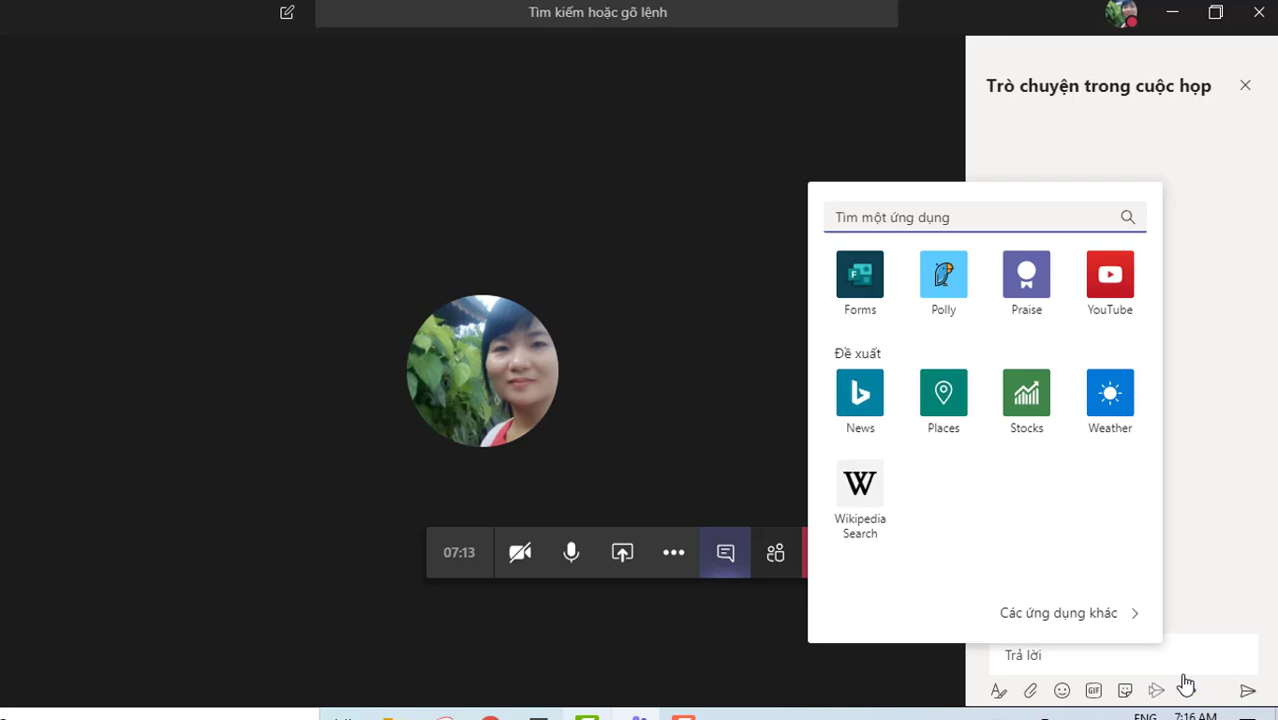 Tìm kiếm hoặc gõ lệnh
Trò chuyện trong cuộc họp
Tìm một ứng dụng
Forms
Polly
Praise
YouTube
Đề xuất
News
Places
Stocks
Weather
Wikipedia
Search
07:13
Các ứng dụng khác
Trả lời
GIF
ENG
7:16 AM